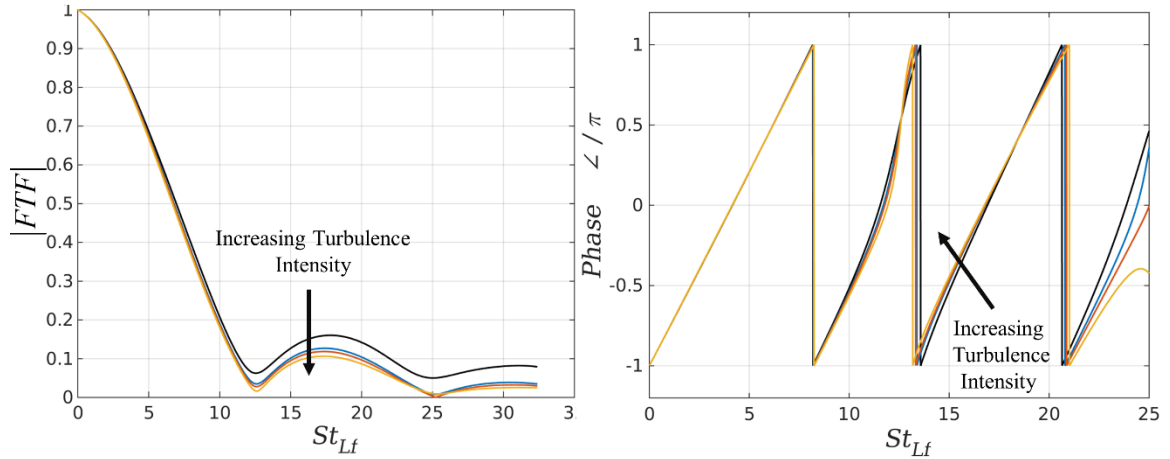 1
0.9
0.8
0.7
0.6
0.5
0.4
0.3
0.2
0.1
0
|FTF|
Increasing Turbulence
Intensity
0 5 10 15 20 25 30 3
St_Lf
1
0.5
0
-0.5
-1
Phase ∠ / π
Increasing
Turbulence
Intensity
0 5 10 15 20 25
St_Lf